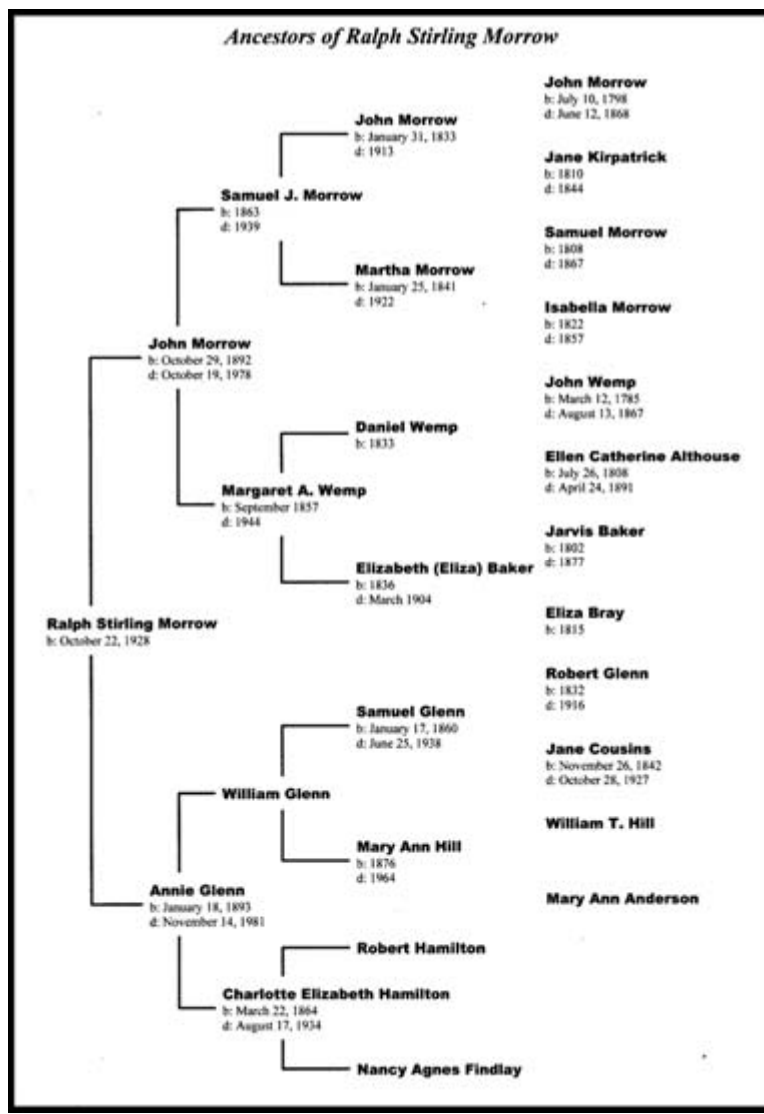 Ancestors of Ralph Stirling Morrow
John Morrow
b: July 10, 1798
d: June 12, 1868
John Morrow
b: January 31, 1833
d: 1913
Jane Kirpatrick
b: 1810
d: 1844
Samuel J. Morrow
b: 1863
d: 1939
Samuel Morrow
b: 1808
d: 1867
Martha Morrow
b: January 25, 1841
d: 1922
Isabella Morrow
b: 1822
d: 1857
John Morrow
b: October 29, 1892
d: October 19, 1978
John Wemp
b: March 12, 1785
d: August 13, 1867
Daniel Wemp
b: 1833
Ellen Catherine Althouse
b: July 26, 1808
d: April 24, 1891
Margaret A. Wemp
b: September 1857
d: 1944
Jarvis Baker
b: 1802
d: 1877
Elizabeth (Eliza) Baker
b: 1836
d: March 1904
Eliza Bray
b: 1815
Ralph Stirling Morrow
b: October 22, 1928
Robert Glenn
b: 1832
d: 1916
Samuel Glenn
b: January 17, 1860
d: June 25, 1938
Jane Cousins
b: November 26, 1842
d: October 28, 1927
William Glenn
William T. Hill
Mary Ann Hill
b: 1876
d: 1964
Annie Glenn
b: January 18, 1893
d: November 14, 1981
Mary Ann Anderson
Robert Hamilton
Charlotte Elizabeth Hamilton
b: March 22, 1864
d: August 17, 1934
Nancy Agnes Findlay